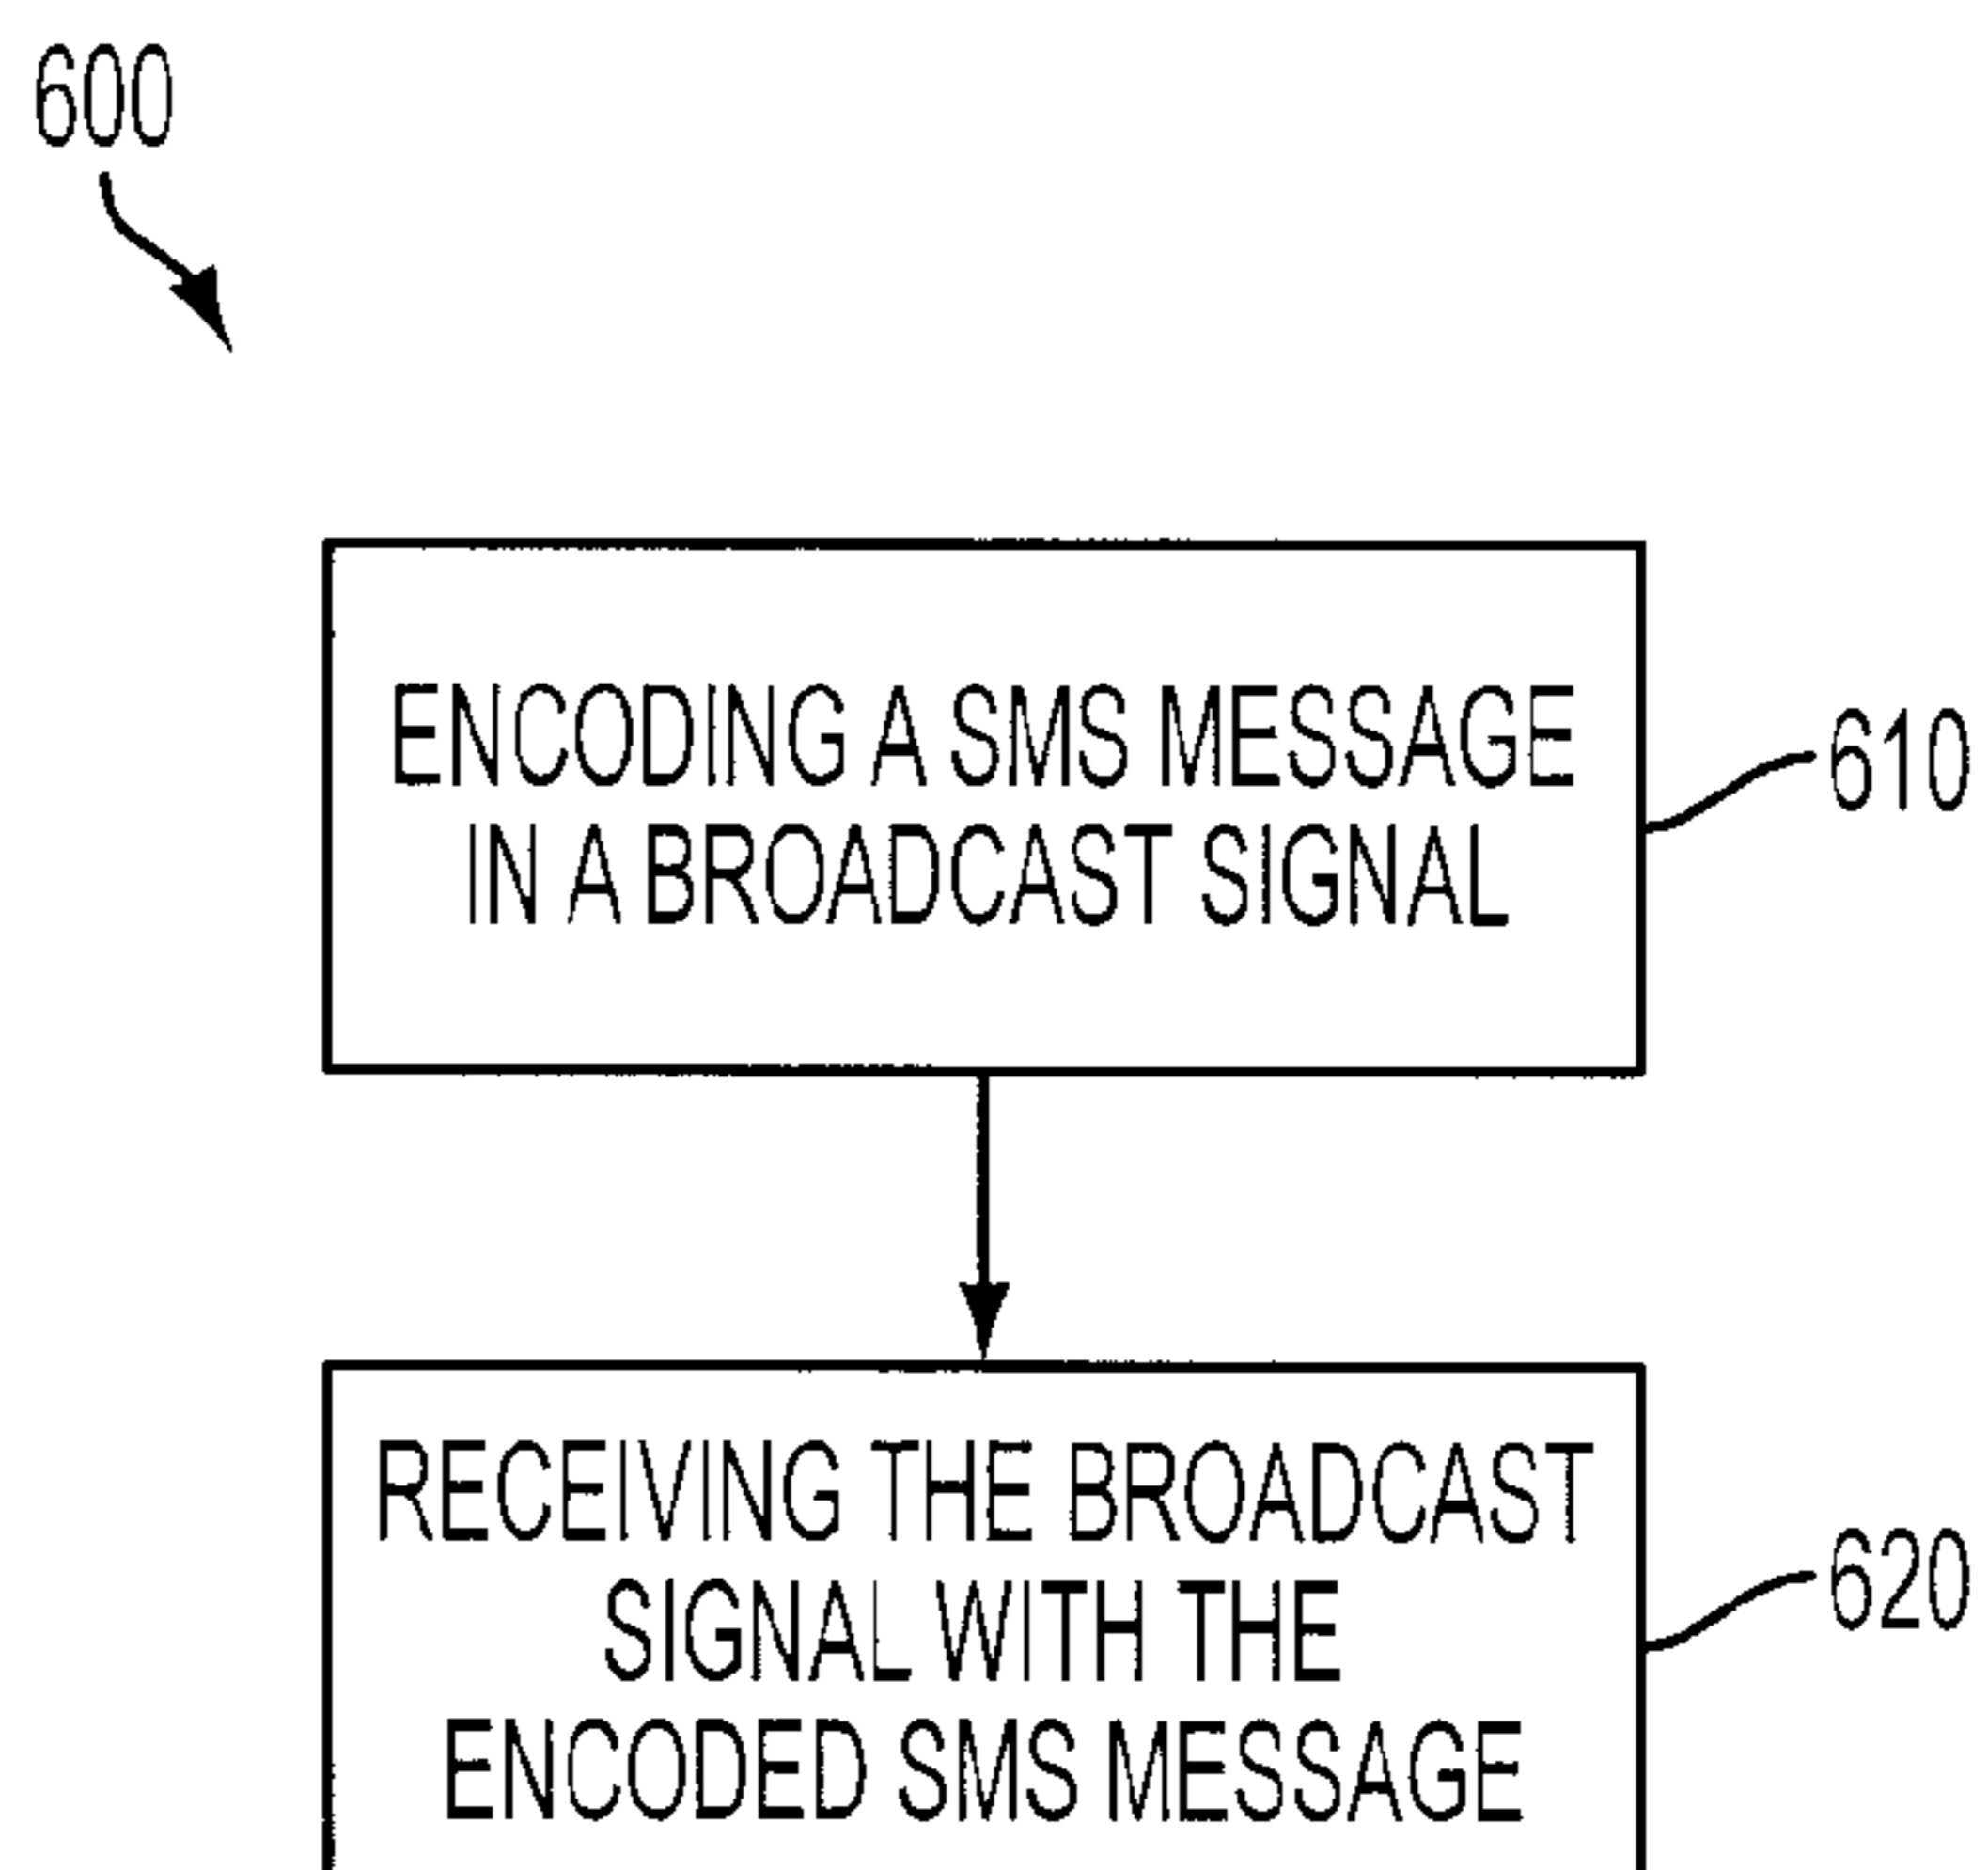 600
ENCODING A SMS MESSAGE
IN A BROADCAST SIGNAL
610
RECEIVING THE BROADCAST
SIGNAL WITH THE
ENCODED SMS MESSAGE
620